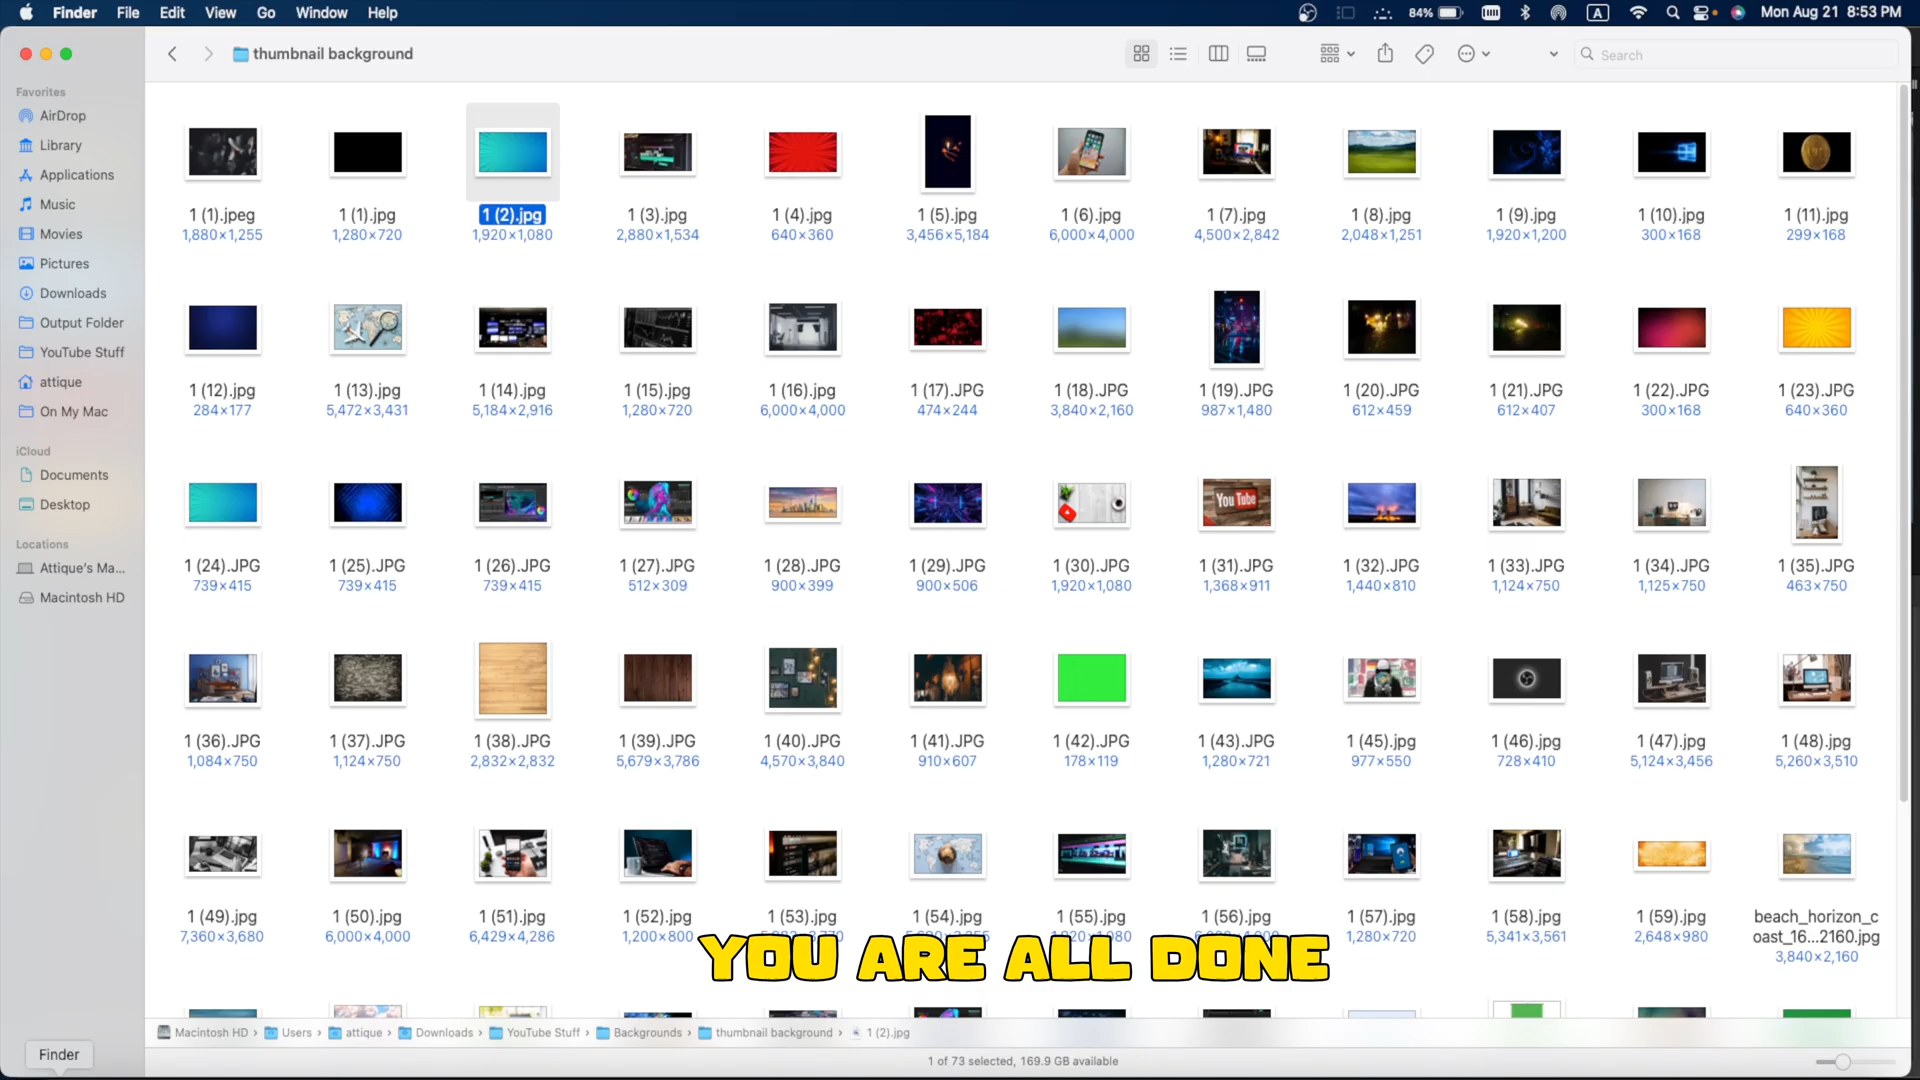 Finder File Edit View Go Window Help
84% A Mon Aug 21 8:53 PM
thumbnail background
Search
Favorites
AirDrop
Library
Applications
Music
Movies
Pictures
Downloads
Output Folder
YouTube Stuff
attique
On My Mac
iCloud
Documents
Desktop
Locations
Attique's Ma...
Macintosh HD
1 (1).jpeg 1 (1).jpg 1 (2).jpg 1 (3).jpg 1 (4).jpg 1 (5).jpg 1 (6).jpg 1 (7).jpg 1 (8).jpg 1 (9).jpg 1 (10).jpg 1 (11).jpg
1,880×1,255 1,280×720 1,920×1,080 2,880×1,534 640×360 3,456×5,184 6,000×4,000 4,500×2,842 2,048×1,251 1,920×1,200 300×168 299×168
1 (12).jpg 1 (13).jpg 1 (14).jpg 1 (15).jpg 1 (16).jpg 1 (17).JPG 1 (18).JPG 1 (19).JPG 1 (20).JPG 1 (21).JPG 1 (22).JPG 1 (23).JPG
284×177 5,472×3,431 5,184×2,916 1,280×720 6,000×4,000 474×244 3,840×2,160 987×1,480 612×459 612×407 300×168 640×360
You Tube
1 (24).JPG 1 (25).JPG 1 (26).JPG 1 (27).JPG 1 (28).JPG 1 (29).JPG 1 (30).JPG 1 (31).JPG 1 (32).JPG 1 (33).JPG 1 (34).JPG 1 (35).JPG
739×415 739×415 739×415 512×309 900×399 900×506 1,920×1,080 1,368×911 1,440×810 1,124×750 1,125×750 463×750
1 (36).JPG 1 (37).JPG 1 (38).JPG 1 (39).JPG 1 (40).JPG 1 (41).JPG 1 (42).JPG 1 (43).JPG 1 (45).jpg 1 (46).jpg 1 (47).jpg 1 (48).jpg
1,084×750 1,124×750 2,832×2,832 5,679×3,786 4,570×3,840 910×607 178×119 1,280×721 977×550 728×410 5,124×3,456 5,260×3,510
1 (49).jpg 1 (50).jpg 1 (51).jpg 1 (52).jpg 1 (53).jpg 1 (54).jpg 1 (55).jpg 1 (56).jpg 1 (57).jpg 1 (58).jpg 1 (59).jpg beach_horizon_c
oast_16...2160.jpg
7,360×3,680 6,000×4,000 6,429×4,286 1,200×800 1,280×720 5,341×3,561 2,648×980
3,840×2,160
YOU ARE ALL DONE
Macintosh HD › Users › attique › Downloads › YouTube Stuff › Backgrounds › thumbnail background › 1 (2).jpg
Finder
1 of 73 selected, 169.9 GB available